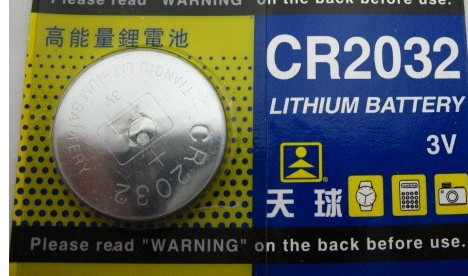 Please read "WARNING" on the back before use.
高能量鋰電池
TIANQIU LITHIUM BATTERY
3V
+
CR2032
CR2032
LITHIUM BATTERY
3V
天球
Please read "WARNING" on the back before use.